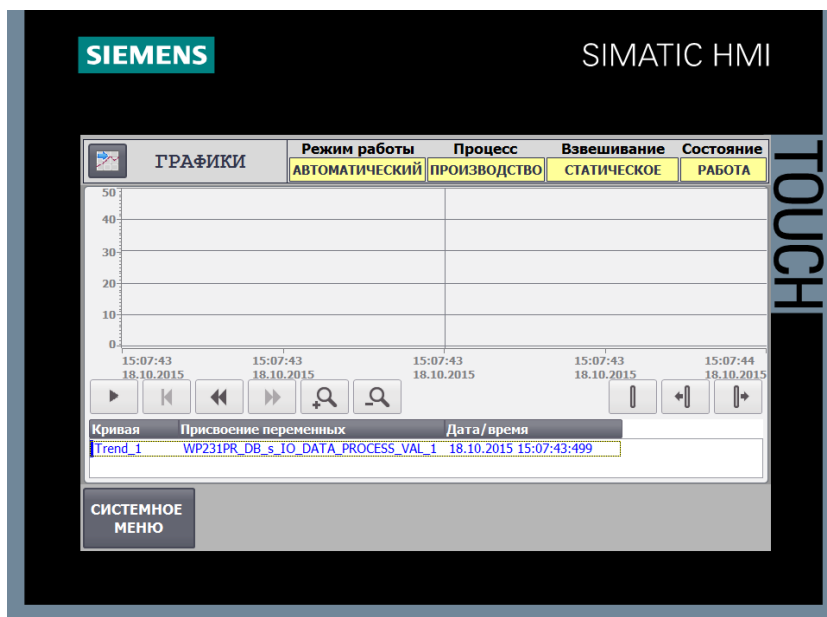 SIEMENS
SIMATIC HMI
TOUCH
ГРАФИКИ
Режим работы Процесс Взвешивание Состояние
АВТОМАТИЧЕСКИЙ ПРОИЗВОДСТВО СТАТИЧЕСКОЕ РАБОТА
50
40
30
20
10
0
15:07:43 15:07:43 15:07:43 15:07:43 15:07:44
18.10.2015 18.10.2015 18.10.2015 18.10.2015 18.10.2015
Кривая Присвоение переменных Дата/время
Trend_1 WP231PR_DB_s_IO_DATA_PROCESS_VAL_1 18.10.2015 15:07:43:499
СИСТЕМНОЕ
МЕНЮ